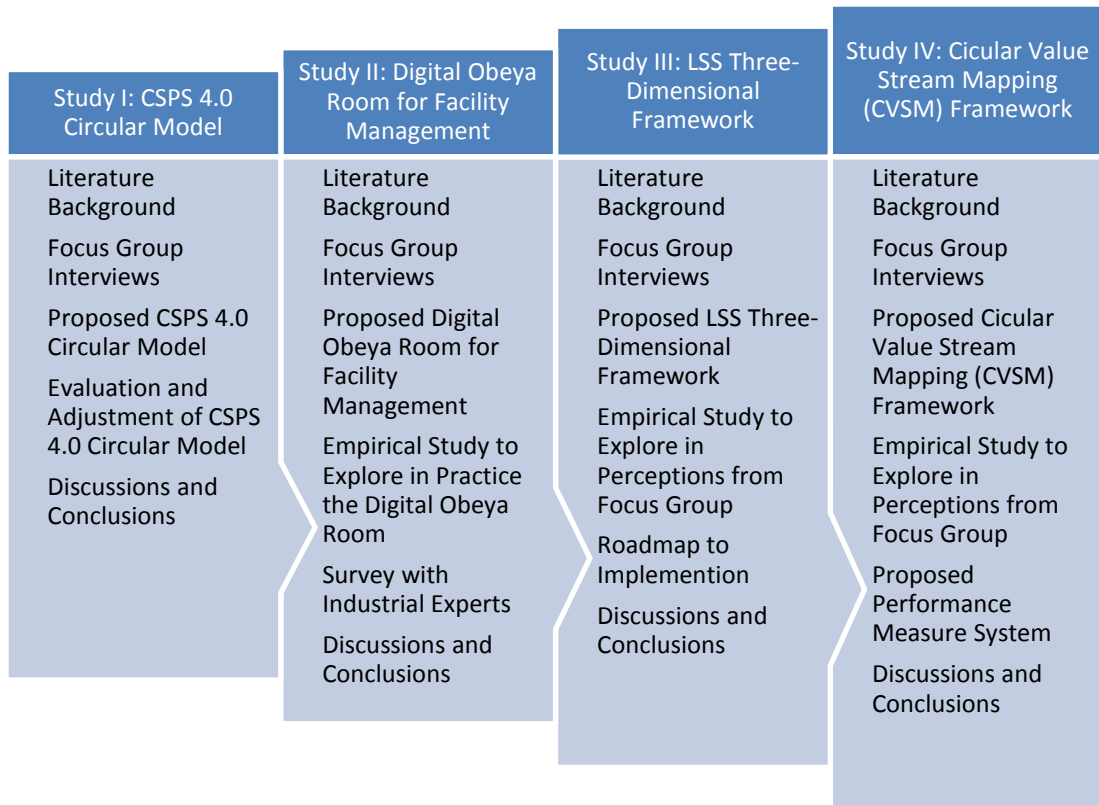 Study I: CSPS 4.0
Circular Model
Literature
Background
Focus Group
Interviews
Proposed CSPS 4.0
Circular Model
Evaluation and
Adjustment of CSPS
4.0 Circular Model
Discussions and
Conclusions
Study II: Digital Obeya
Room for Facility
Management
Literature
Background
Focus Group
Interviews
Proposed Digital
Obeya Room for
Facility
Management
Empirical Study to
Explore in Practice
the Digital Obeya
Room
Survey with
Industrial Experts
Discussions and
Conclusions
Study III: LSS Three-
Dimensional
Framework
Literature
Background
Focus Group
Interviews
Proposed LSS Three-
Dimensional
Framework
Empirical Study to
Explore in
Perceptions from
Focus Group
Roadmap to
Implemention
Discussions and
Conclusions
Study IV: Cicular Value
Stream Mapping
(CVSM) Framework
Literature
Background
Focus Group
Interviews
Proposed Cicular
Value Stream
Mapping (CVSM)
Framework
Empirical Study to
Explore in
Perceptions from
Focus Group
Proposed
Performance
Measure System
Discussions and
Conclusions